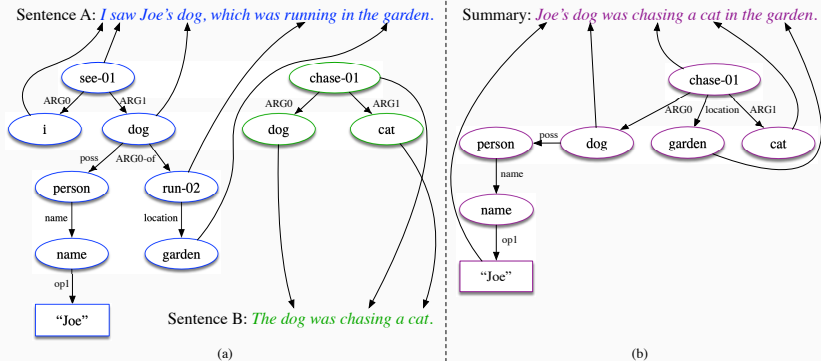 Sentence A: I saw Joe's dog, which was running in the garden.
Summary: Joe's dog was chasing a cat in the garden.
see-01
chase-01
chase-01
ARG0
ARG1
ARG0
ARG1
ARG0
location
ARG1
i
dog
dog
cat
person
poss
dog
garden
cat
poss
ARG0-of
name
person
run-02
name
name
location
op1
name
garden
“Joe”
op1
“Joe”
Sentence B: The dog was chasing a cat.
(a)
(b)